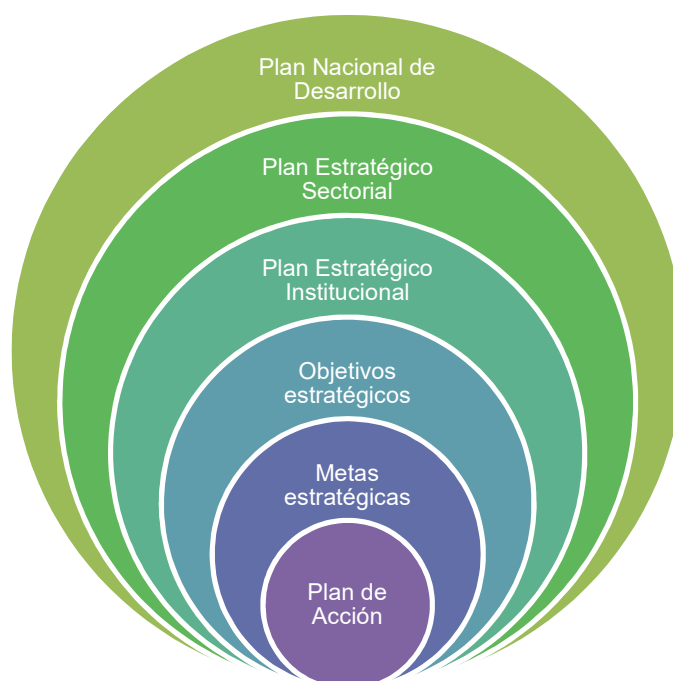 Plan Nacional de
Desarrollo
Plan Estratégico
Sectorial
Plan Estratégico
Institucional
Objetivos
estratégicos
Metas
estratégicas
Plan de
Acción